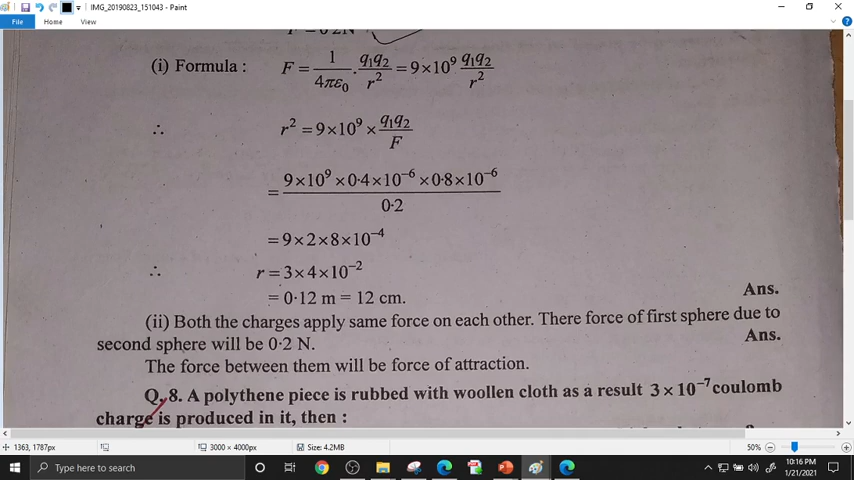 IMG_20190823_151043 - Paint
File Home View
(i) Formula : F = 1/4πε₀ . q₁q₂/r² = 9×10⁹ q₁q₂/r²
∴ r² = 9×10⁹ × q₁q₂/F
= 9×10⁹×0·4×10⁻⁶×0·8×10⁻⁶/0·2
= 9×2×8×10⁻⁴
∴ r = 3×4×10⁻²
= 0·12 m = 12 cm. Ans.
(ii) Both the charges apply same force on each other. There force of first sphere due to
second sphere will be 0·2 N. Ans.
The force between them will be force of attraction.
Q. 8. A polythene piece is rubbed with woollen cloth as a result 3×10⁻⁷ coulomb
charge is produced in it, then :
1363, 1787px 3000 × 4000px Size: 4.2MB 50%
Type here to search 10:16 PM
1/21/2021